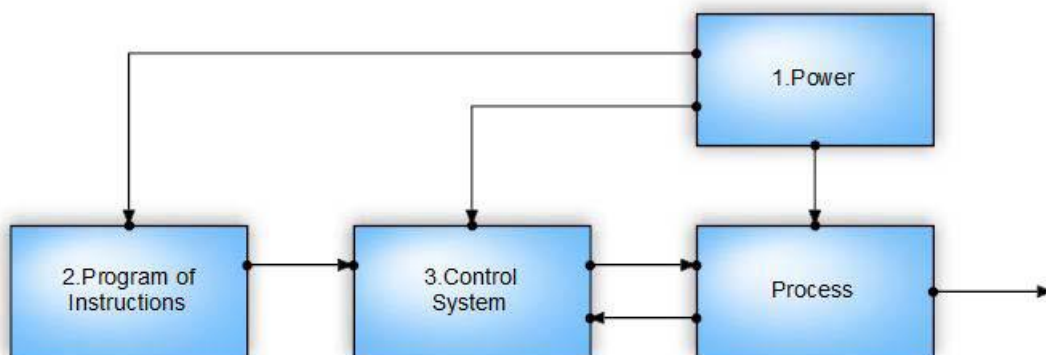 1.Power
2.Program of
Instructions
3.Control
System
Process